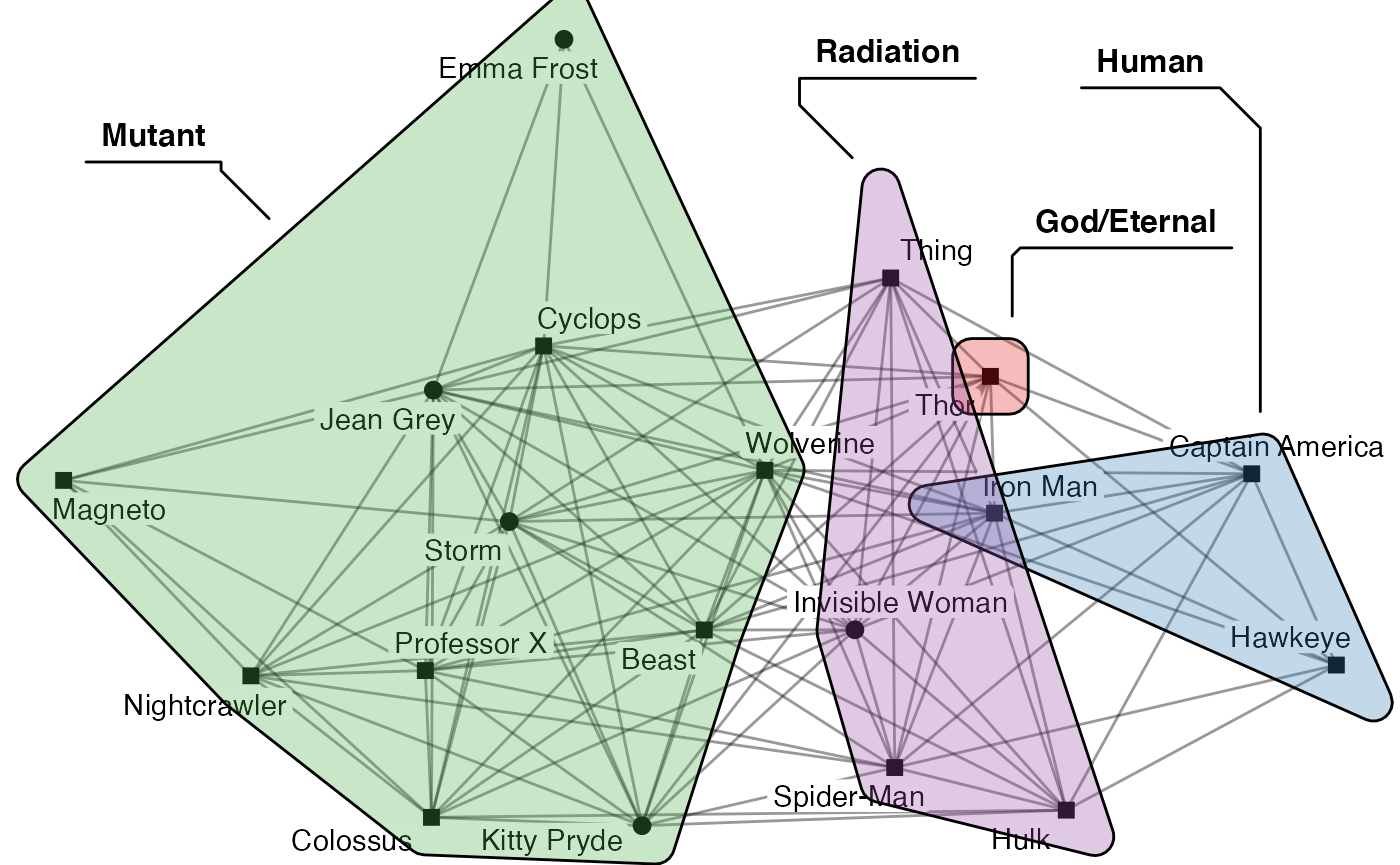 Emma Frost
Radiation
Human
Mutant
God/Eternal
Thing
Cyclops
Thor
Jean Grey
Wolverine
Captain America
Iron Man
Magneto
Storm
Invisible Woman
Professor X
Beast
Hawkeye
Nightcrawler
Spider-Man
Colossus
Kitty Pryde
Hulk